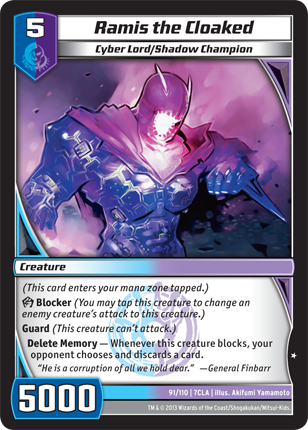 5
Ramis the Cloaked
Cyber Lord/Shadow Champion
Creature
(This card enters your mana zone tapped.)
Blocker (You may tap this creature to change an
enemy creature's attack to this creature.)
Guard (This creature can't attack.)
Delete Memory — Whenever this creature blocks, your
opponent chooses and discards a card.
"He is a corruption of all we hold dear." —General Finbarr
5000
91/110 | 7CLA | Illus. Akifumi Yamamoto
TM & © 2013 Wizards of the Coast/Shogakukan/Mitsui-Kids.